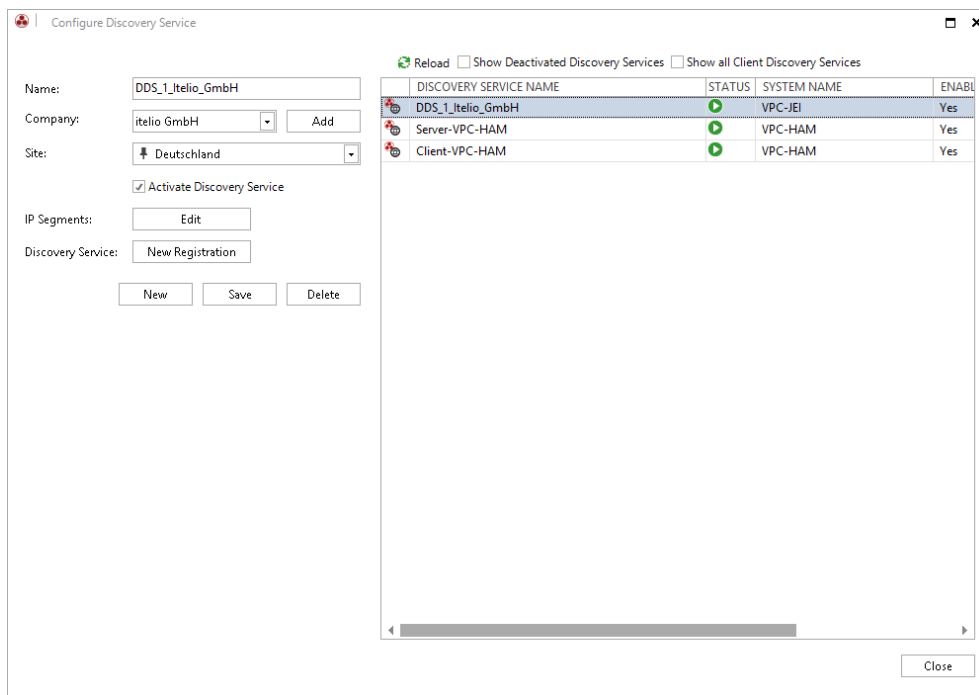 Configure Discovery Service
Reload Show Deactivated Discovery Services Show all Client Discovery Services
Name: DDS_1_Itelio_GmbH
Company: itelio GmbH Add
Site: Deutschland
Activate Discovery Service
IP Segments: Edit
Discovery Service: New Registration
New Save Delete
DISCOVERY SERVICE NAME STATUS SYSTEM NAME ENABL
DDS_1_Itelio_GmbH VPC-JEI Yes
Server-VPC-HAM VPC-HAM Yes
Client-VPC-HAM VPC-HAM Yes
Close